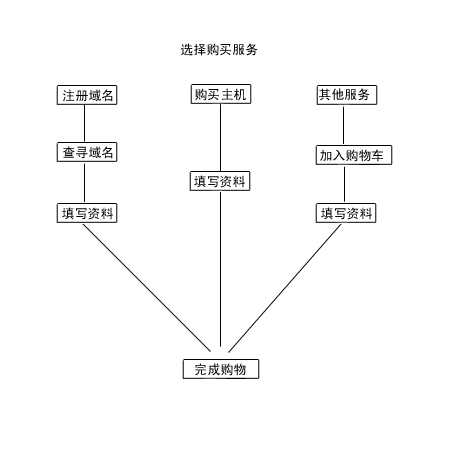 选择购买服务
注册域名
购买主机
其他服务
查寻域名
加入购物车
填写资料
填写资料
填写资料
完成购物